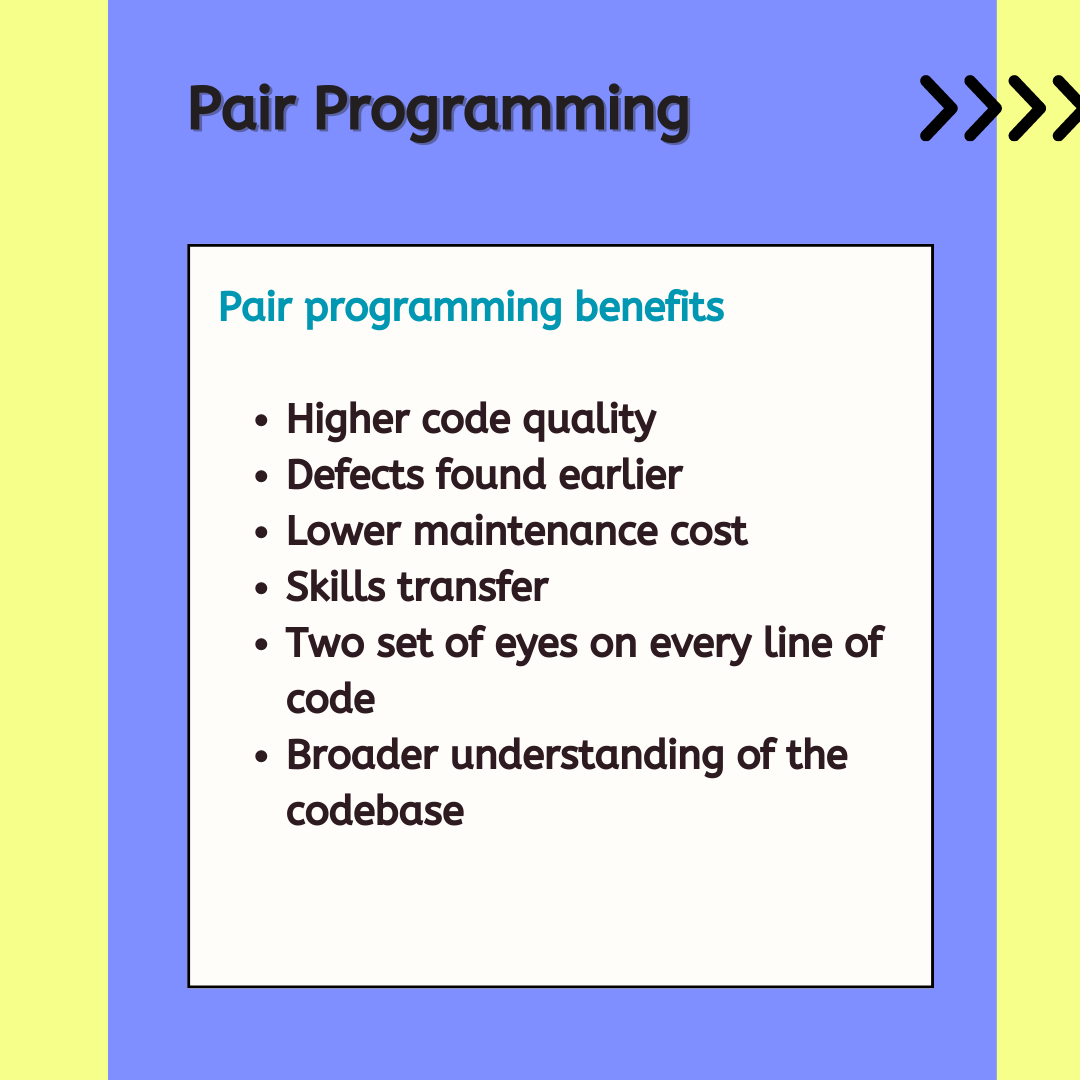 Pair Programming
Pair programming benefits
• Higher code quality
• Defects found earlier
• Lower maintenance cost
• Skills transfer
• Two set of eyes on every line of
code
• Broader understanding of the
codebase